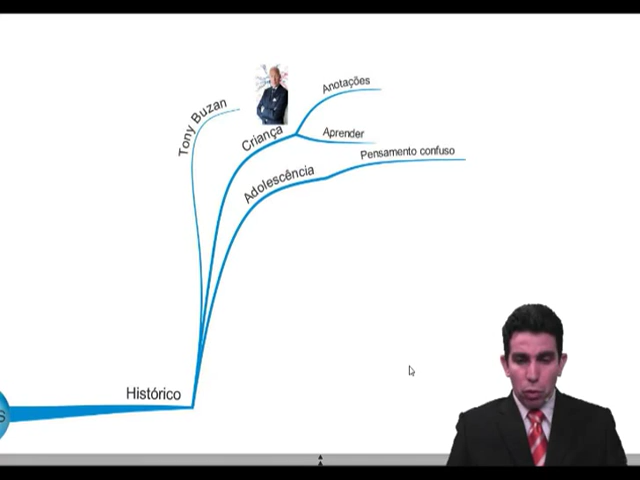 Tony Buzan
Criança
Anotações
Aprender
Adolescência
Pensamento confuso
Histórico
S